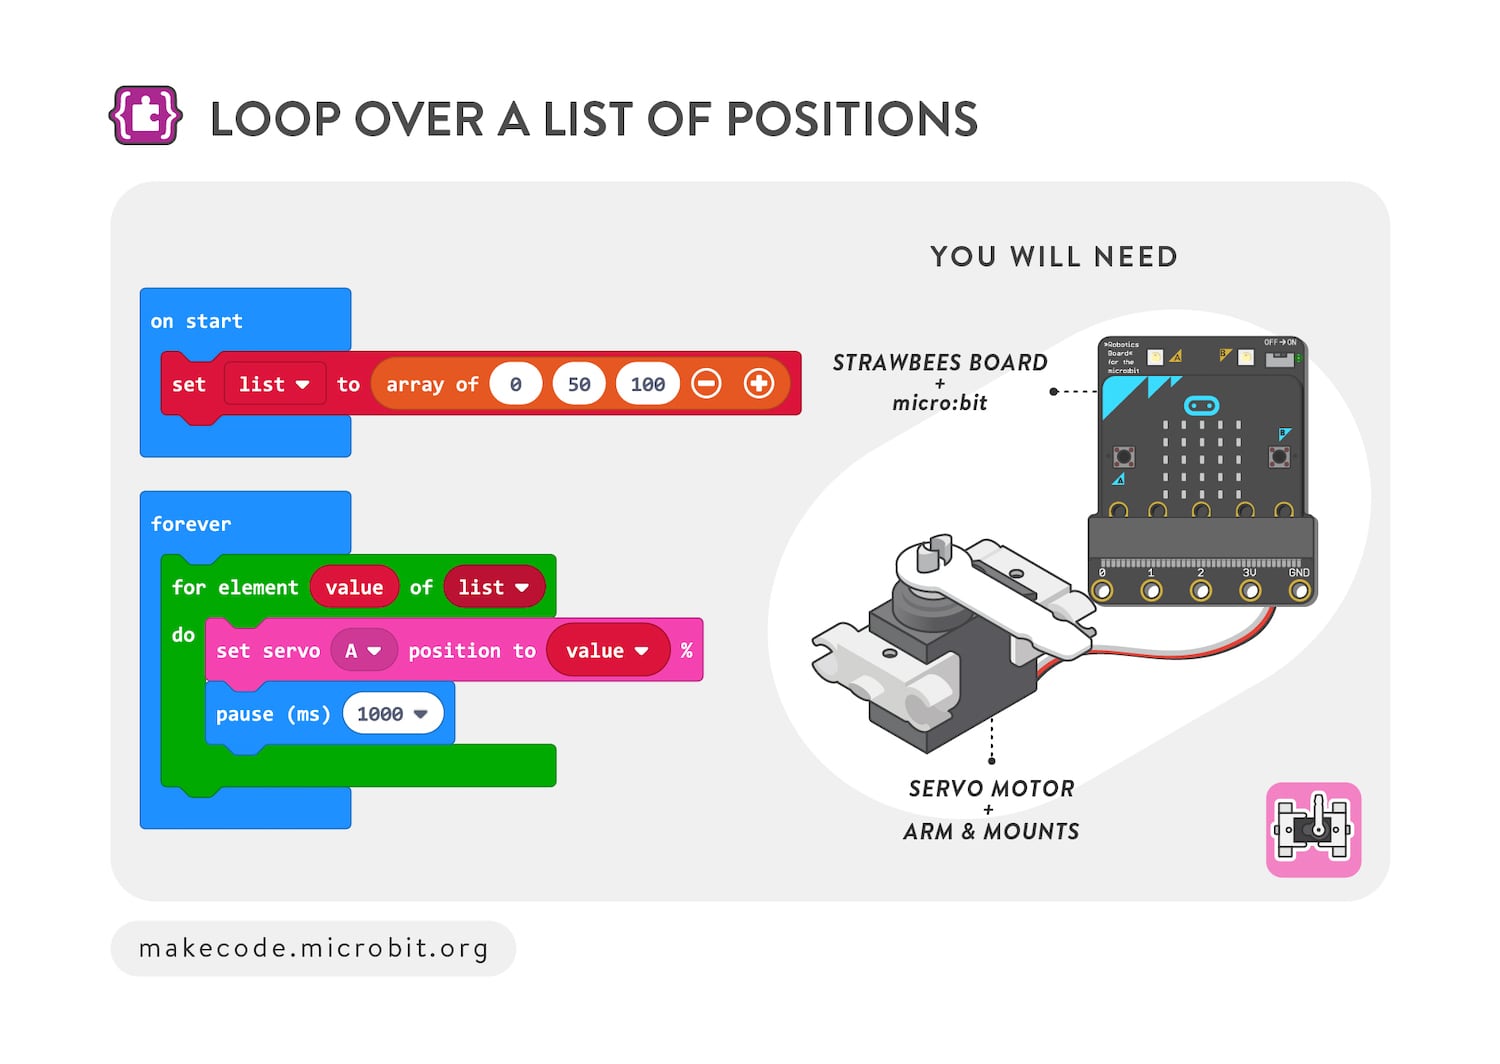 LOOP OVER A LIST OF POSITIONS
YOU WILL NEED
on start
set list to array of 0 50 100
forever
for element value of list
do
set servo A position to value %
pause (ms) 1000
STRAWBEES BOARD
+
micro:bit
>Robotics
Board<
for the
micro:bit
A
B
OFF→ON
B
A
0 1 2 3V GND
SERVO MOTOR
+
ARM & MOUNTS
makecode.microbit.org